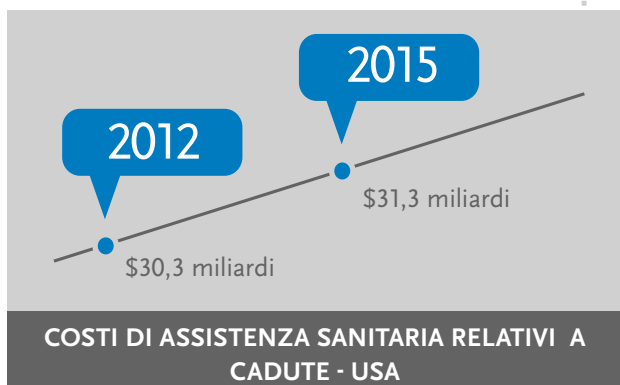 2015
2012
$31,3 miliardi
$30,3 miliardi
COSTI DI ASSISTENZA SANITARIA RELATIVI A
CADUTE - USA